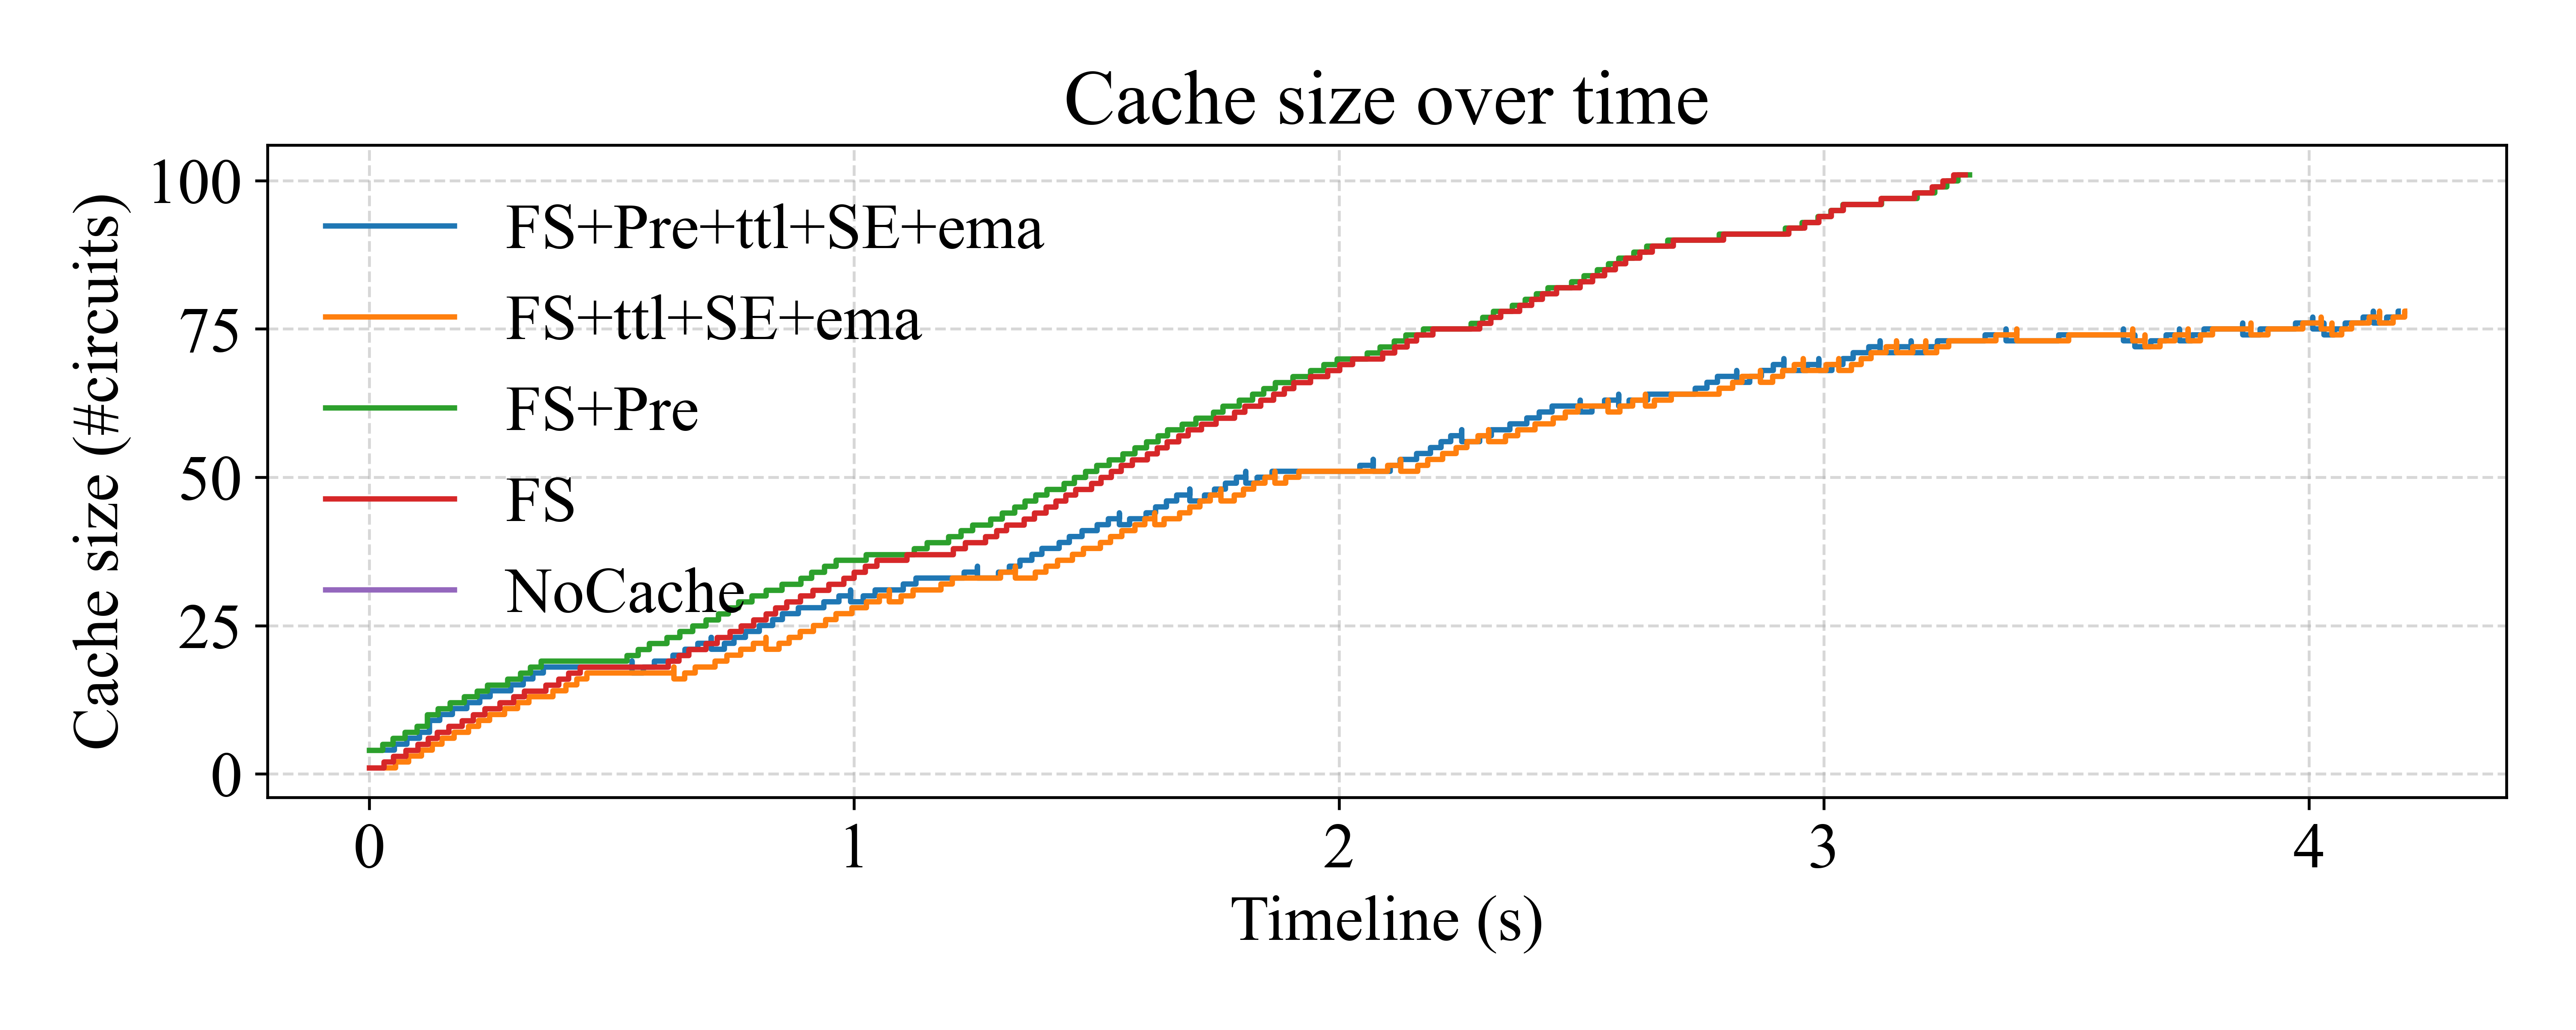 Cache size over time
Cache size (#circuits)
100
75
50
25
0
FS+Pre+ttl+SE+ema
FS+ttl+SE+ema
FS+Pre
FS
NoCache
0 1 2 3 4
Timeline (s)